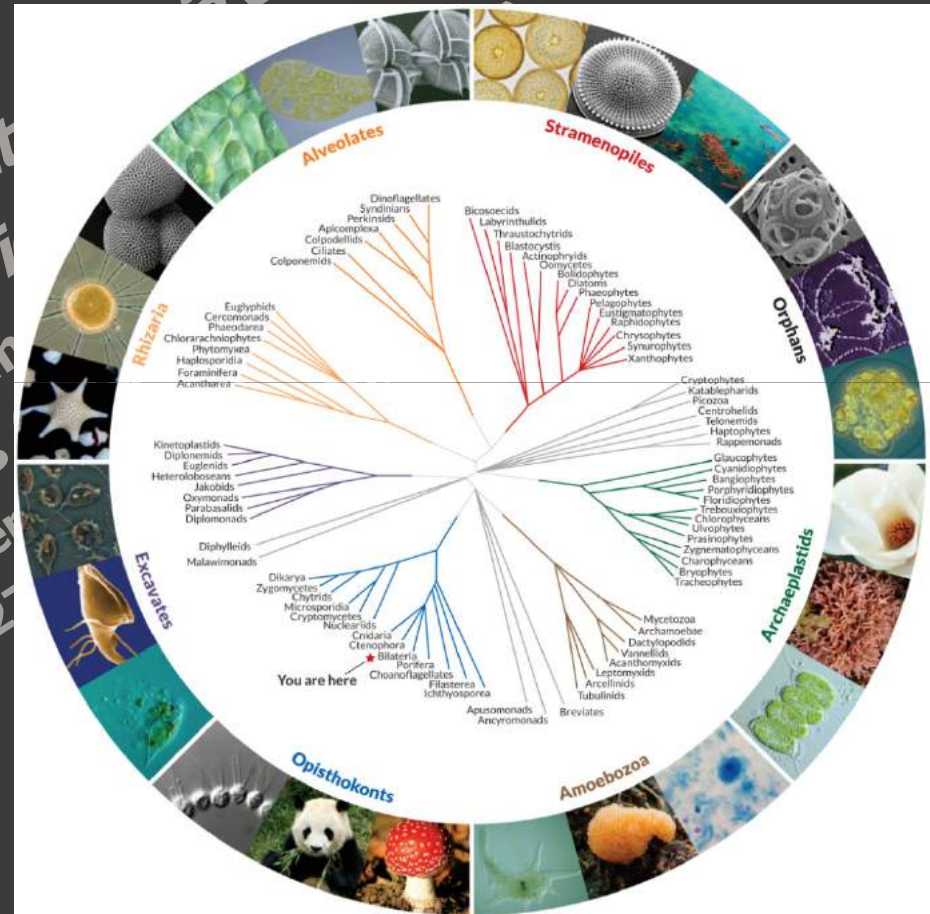 Alveolates
Stramenopiles
Dinoflagellates
Syndinians
Perkinsids
Apicomplexa
Colpodellids
Ciliates
Colponemids
Bicosoecids
Labyrinthulids
Thraustochytrids
Blastocystis
Actinophryids
Oomycetes
Bolidophytes
Diatoms
Phaeophytes
Pelagophytes
Eustigmatophytes
Raphidophytes
Chrysophytes
Synurophytes
Xanthophytes
Rhizaria
Euglyphids
Cercomonads
Phaeodarea
Chlorarachniophytes
Phytomyxea
Haplosporidia
Foraminifera
Acantharea
Orphans
Cryptophytes
Katablepharids
Picozoa
Centrohelids
Telonemids
Haptophytes
Rappemonads
Kinetoplastids
Diplonemids
Euglenids
Heteroloboseans
Jakobids
Oxymonads
Parabasalids
Diplomonads
Diphylleids
Malawimonads
Excavates
Glaucophytes
Cyanidiophytes
Bangiophytes
Porphyridiophytes
Floridiophytes
Trebouxiophytes
Chlorophyceans
Ulvophytes
Prasinophytes
Zygnematophyceans
Charophyceans
Bryophytes
Tracheophytes
Archaeplastids
Dikarya
Zygomycetes
Chytrids
Microsporidia
Cryptomycetes
Nucleariids
Cnidaria
Ctenophora
Bilateria
Porifera
Choanoflagellates
Filasterea
Ichthyosporea
You are here
Opisthokonts
Apusomonads
Ancyromonads
Breviates
Mycetozoa
Archamoebae
Dactylopodids
Vannellids
Acanthomyxids
Leptomyxids
Arcellinids
Tubulinids
Amoebozoa